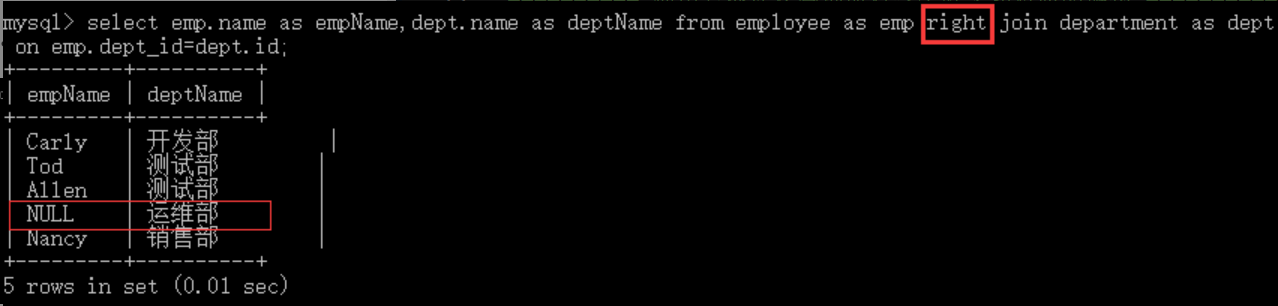 mysql> select emp.name as empName,dept.name as deptName from employee as emp right join department as dept
on emp.dept_id=dept.id;
+---------+----------+
| empName | deptName |
+---------+----------+
| Carly | 开发部 |
| Tod | 测试部 |
| Allen | 测试部 |
| NULL | 运维部 |
| Nancy | 销售部 |
+---------+----------+
5 rows in set (0.01 sec)